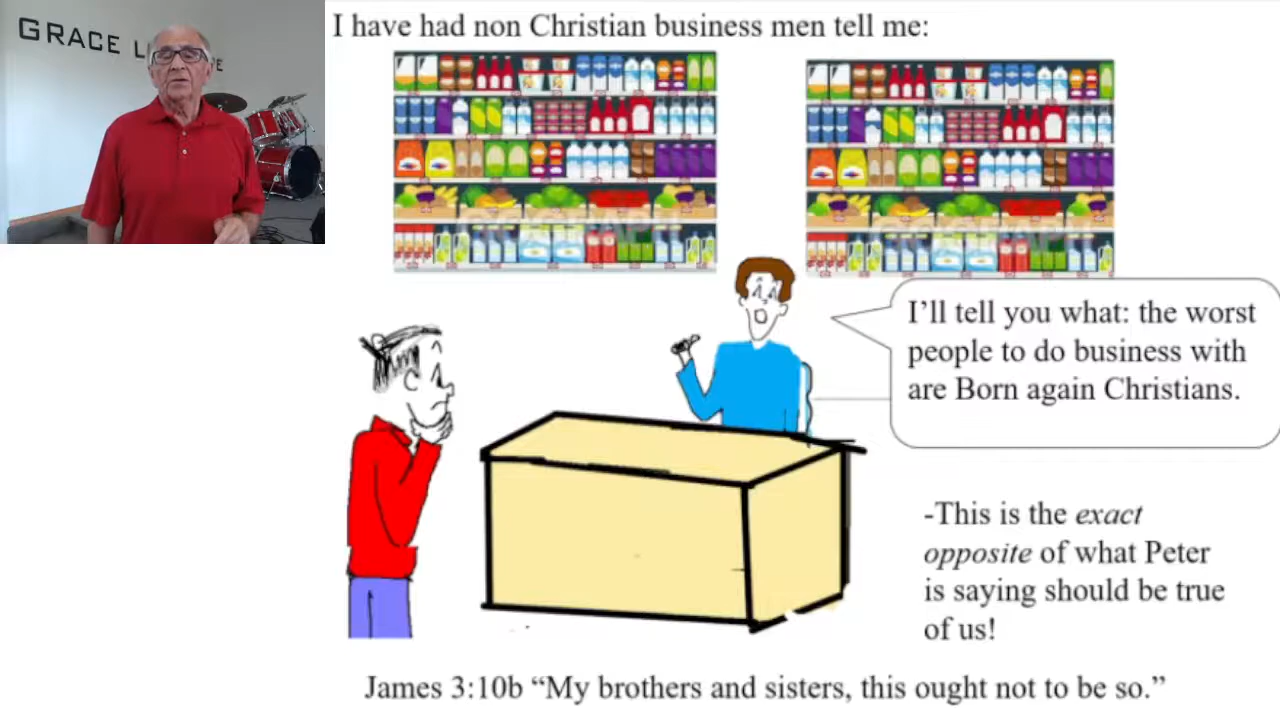 GRACE L
I have had non Christian business men tell me:
I'll tell you what: the worst
people to do business with
are Born again Christians.
-This is the exact
opposite of what Peter
is saying should be true
of us!
James 3:10b “My brothers and sisters, this ought not to be so.”